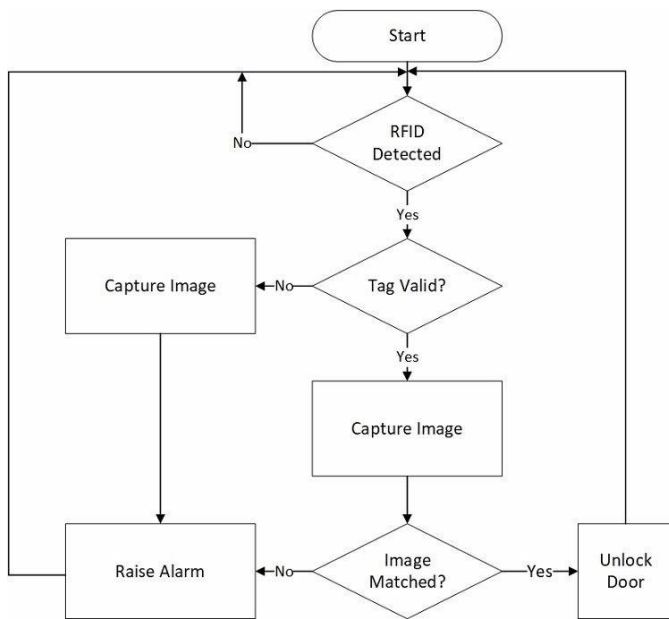 Start
RFID
Detected
No
Yes
Capture Image
No
Tag Valid?
Yes
Capture Image
Raise Alarm
No
Image
Matched?
Yes
Unlock
Door